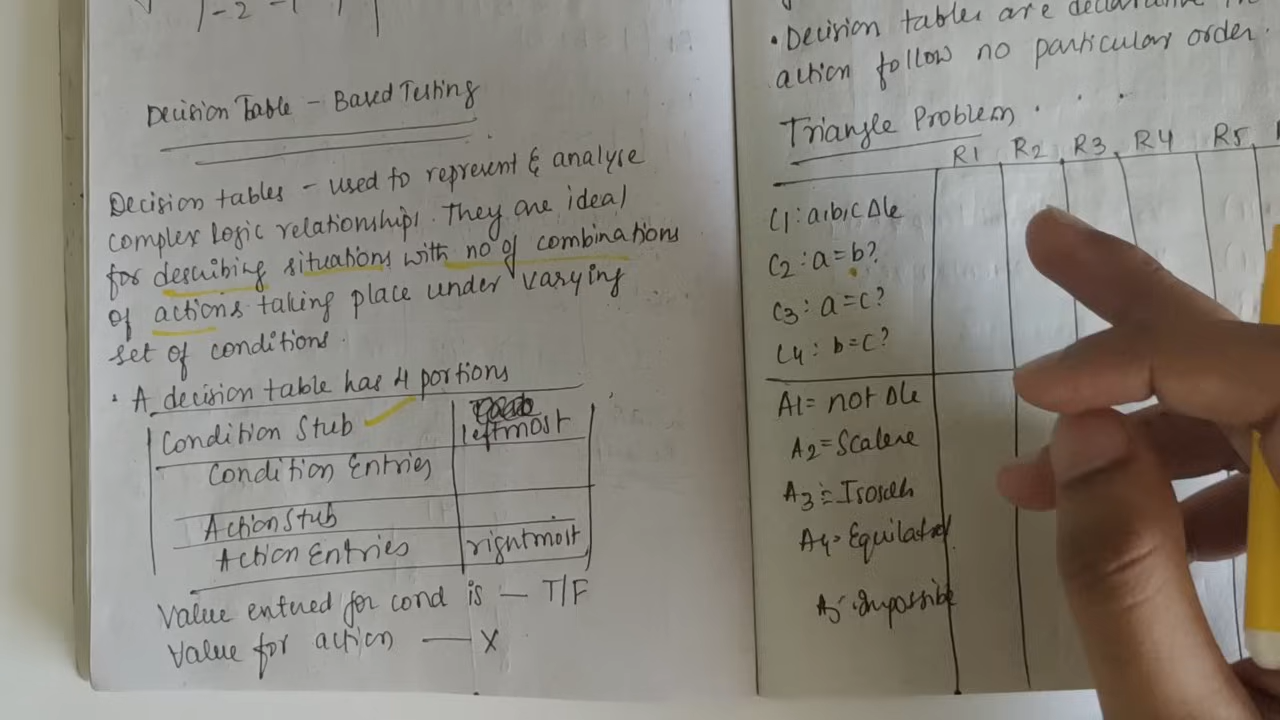 -2 -1
Decision Table - Based Testing
Decision tables - used to represent & analyse
complex logic relationships. They are ideal
for describing situations with no of combinations
of actions taking place under varying
set of conditions.
• A decision table has 4 portions
Condition Stub leftmost
Condition Entries
Action Stub
Action Entries rightmost
Value entered for cond is — T/F
Value for action — X
• Decision tables are
action follow no particular order.
Triangle Problem
R1 R2 R3 R4 R5
C1: a,b,c Δle
C2: a=b?
C3: a=c?
C4: b=c?
A1= not Δle
A2= Scalene
A3=
A4=
A5: Impossible